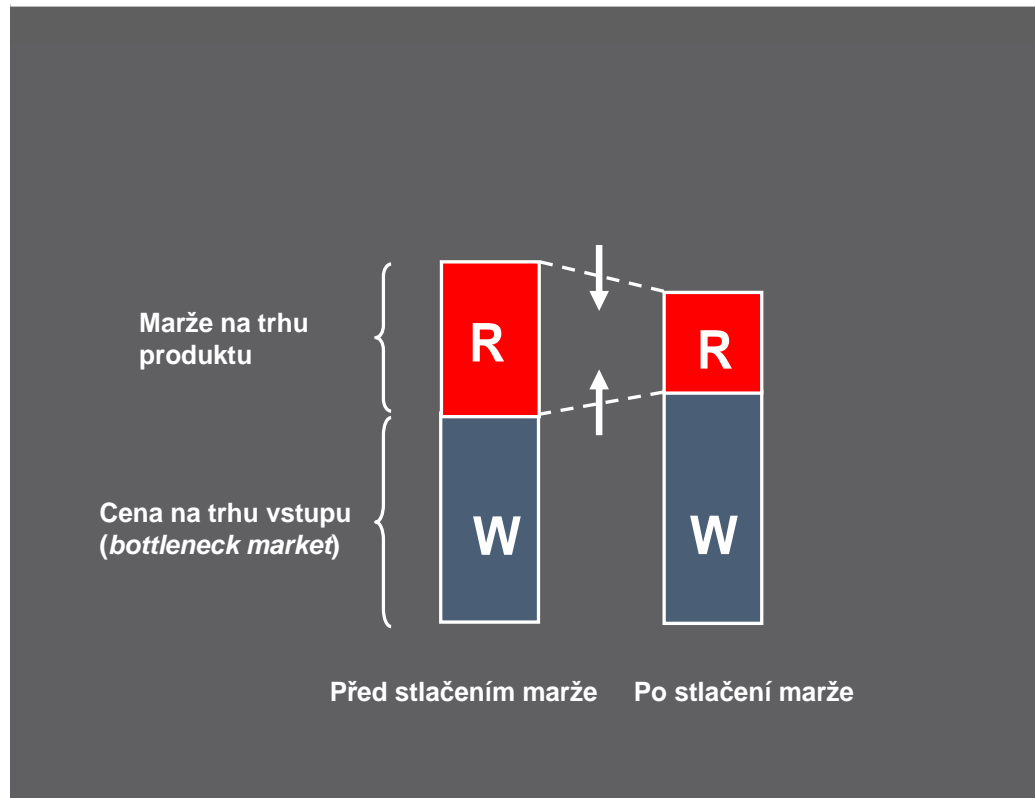 R
R
Marže na trhu
produktu
Cena na trhu vstupu
(bottleneck market)
W
W
Před stlačením marže
Po stlačení marže